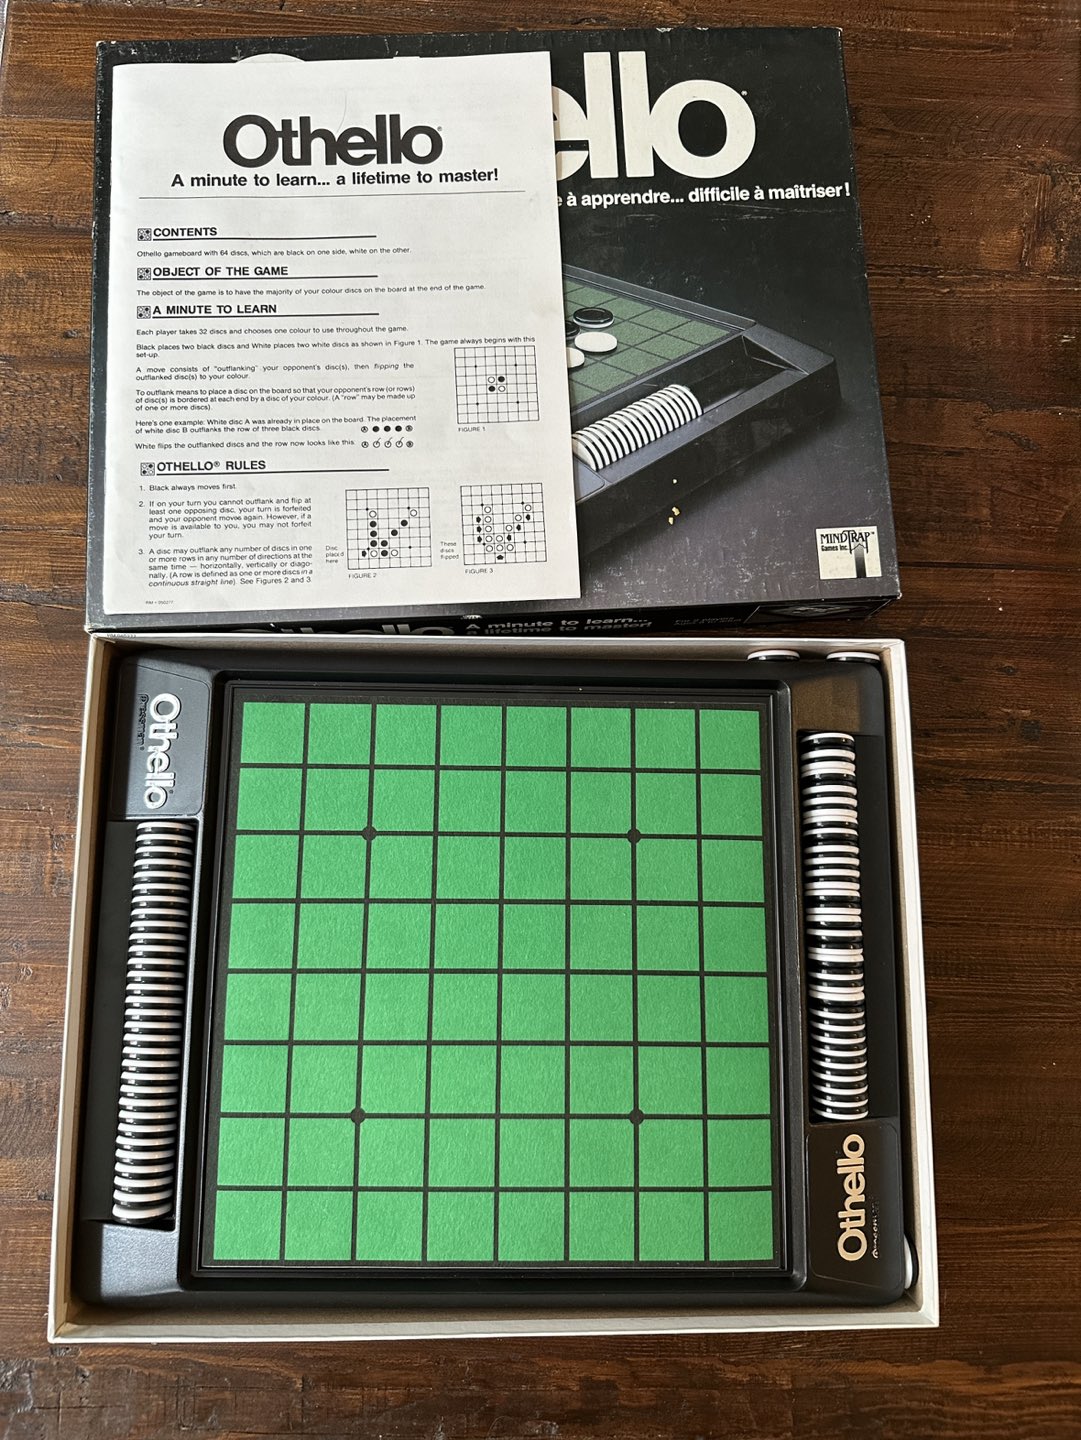 Othello®
A minute to learn... a lifetime to master!
CONTENTS
Othello gameboard with 64 discs, which are black on one side, white on the other.
OBJECT OF THE GAME
The object of the game is to have the majority of your colour discs on the board at the end of the game.
A MINUTE TO LEARN
Each player takes 32 discs and chooses one colour to use throughout the game.
Black places two black discs and White places two white discs as shown in Figure 1. The game always begins with this
set-up.
A move consists of "outflanking" your opponent's disc(s), then flipping the
outflanked disc(s) to your colour.
To outflank means to place a disc on the board so that your opponent's row (or rows)
of disc(s) is bordered at each end by a disc of your colour. (A "row" may be made up
of one or more discs).
FIGURE 1
Here's one example: White disc A was already in place on the board. The placement
of white disc B outflanks the row of three black discs.
A B
White flips the outflanked discs and the row now looks like this.
A B
OTHELLO® RULES
1. Black always moves first.
2. If on your turn you cannot outflank and flip at
least one opposing disc, your turn is forfeited
and your opponent moves again. However, if a
move is available to you, you may not forfeit
your turn.
3. A disc may outflank any number of discs in one
or more rows in any number of directions at the
same time — horizontally, vertically or diago-
nally. (A row is defined as one or more discs in a
continuous straight line). See Figures 2 and 3.
Disc
placed
here
FIGURE 2
These
discs
flipped
FIGURE 3
ello®
e à apprendre... difficile à maîtriser!
MINDTRAP™
Games Inc.
Othello
A minute to learn...
a lifetime to master!
Othello
Pressman
Othello
Pressman